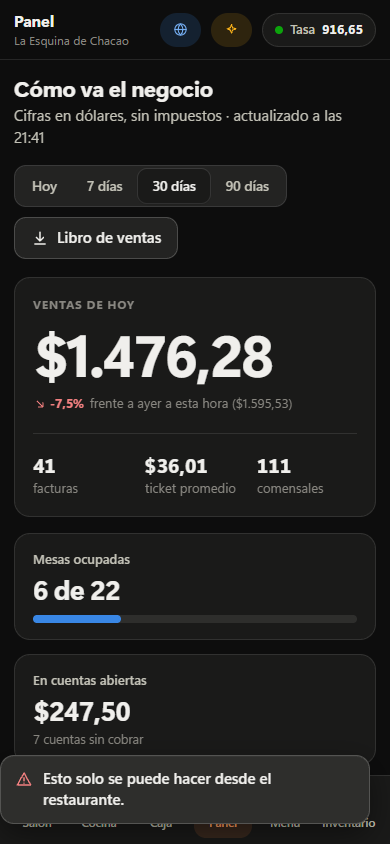 Panel
La Esquina de Chacao
Tasa 916,65
Cómo va el negocio
Cifras en dólares, sin impuestos · actualizado a las
21:41
Hoy 7 días 30 días 90 días
Libro de ventas
VENTAS DE HOY
$1.476,28
-7,5% frente a ayer a esta hora ($1.595,53)
41 $36,01 111
facturas ticket promedio comensales
Mesas ocupadas
6 de 22
En cuentas abiertas
$247,50
7 cuentas sin cobrar
Esto solo se puede hacer desde el
restaurante.
Salón Cocina Caja Panel Menú Inventario